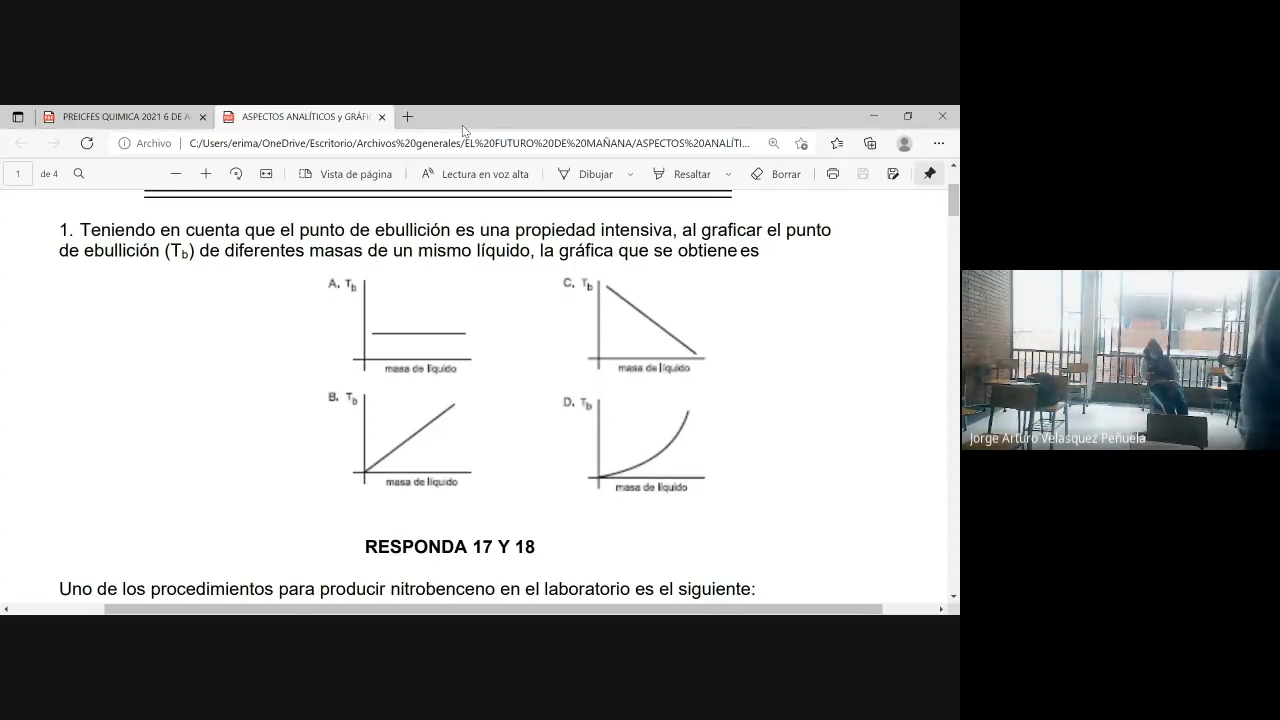 PREICFES QUIMICA 2021 6 DE A
ASPECTOS ANALÍTICOS y GRÁFI
Archivo
C:/Users/erima/OneDrive/Escritorio/Archivos%20generales/EL%20FUTURO%20DE%20MAÑANA/ASPECTOS%20ANALÍTI...
1 de 4
Vista de página
Lectura en voz alta
Dibujar
Resaltar
Borrar
1. Teniendo en cuenta que el punto de ebullición es una propiedad intensiva, al graficar el punto
de ebullición (Tb) de diferentes masas de un mismo líquido, la gráfica que se obtiene es
A. Tb
masa de líquido
C. Tb
masa de líquido
B. Tb
masa de líquido
D. Tb
masa de líquido
RESPONDA 17 Y 18
Uno de los procedimientos para producir nitrobenceno en el laboratorio es el siguiente:
Jorge Arturo Velasquez Peñuela